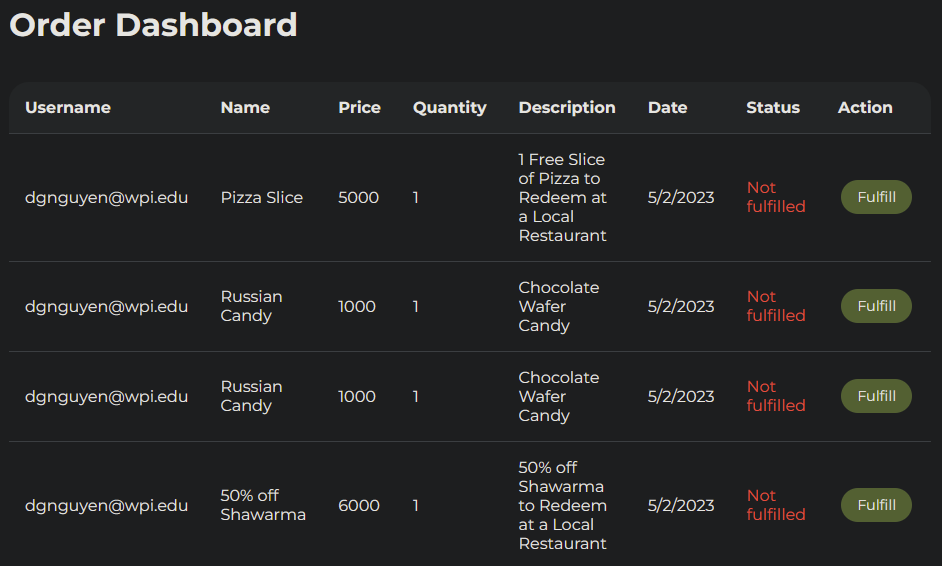 Order Dashboard
Username Name Price Quantity Description Date Status Action
dgnguyen@wpi.edu Pizza Slice 5000 1 1 Free Slice of Pizza to Redeem at a Local Restaurant 5/2/2023 Not fulfilled Fulfill
dgnguyen@wpi.edu Russian Candy 1000 1 Chocolate Wafer Candy 5/2/2023 Not fulfilled Fulfill
dgnguyen@wpi.edu Russian Candy 1000 1 Chocolate Wafer Candy 5/2/2023 Not fulfilled Fulfill
dgnguyen@wpi.edu 50% off Shawarma 6000 1 50% off Shawarma to Redeem at a Local Restaurant 5/2/2023 Not fulfilled Fulfill